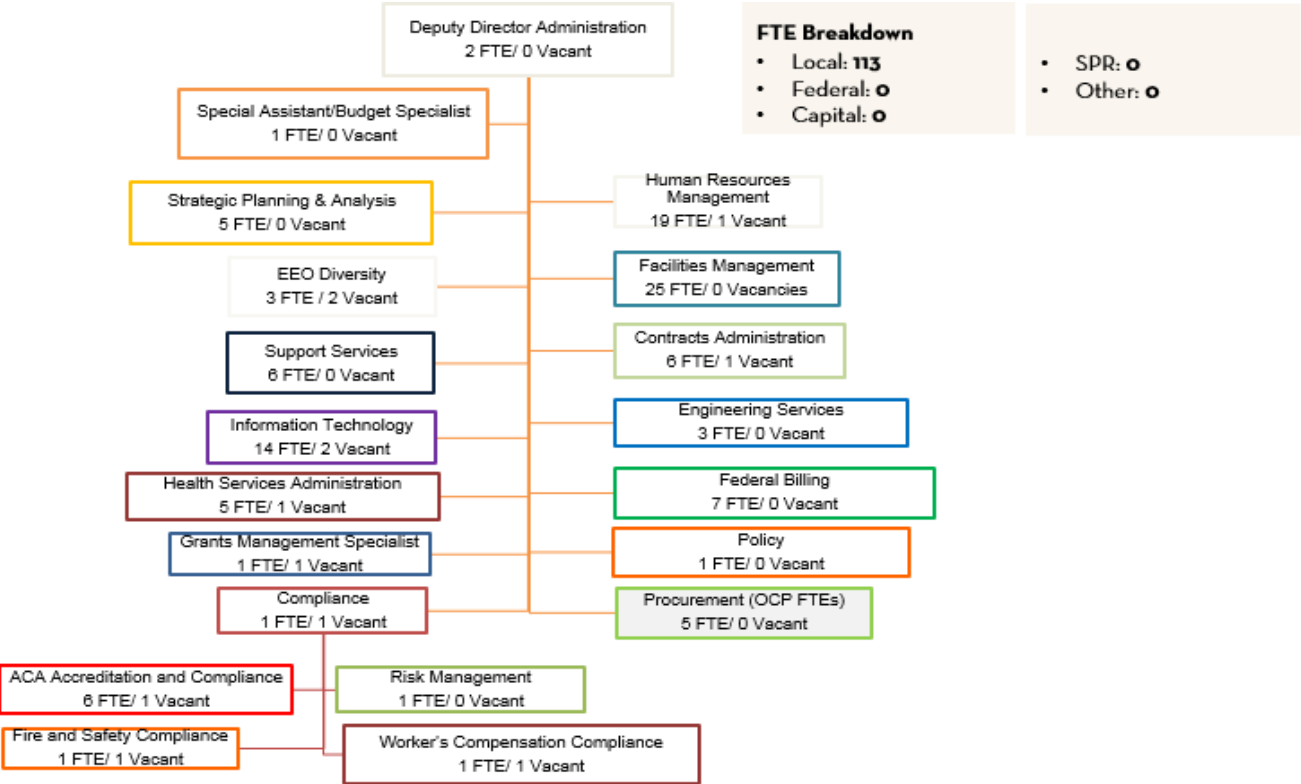 Deputy Director Administration
2 FTE/ 0 Vacant
FTE Breakdown
• Local: 113
• Federal: 0
• Capital: 0
• SPR: 0
• Other: 0
Special Assistant/Budget Specialist
1 FTE/ 0 Vacant
Strategic Planning & Analysis
5 FTE/ 0 Vacant
Human Resources
Management
19 FTE/ 1 Vacant
EEO Diversity
3 FTE / 2 Vacant
Facilities Management
25 FTE/ 0 Vacancies
Support Services
6 FTE/ 0 Vacant
Contracts Administration
6 FTE/ 1 Vacant
Information Technology
14 FTE/ 2 Vacant
Engineering Services
3 FTE/ 0 Vacant
Health Services Administration
5 FTE/ 1 Vacant
Federal Billing
7 FTE/ 0 Vacant
Grants Management Specialist
1 FTE/ 1 Vacant
Policy
1 FTE/ 0 Vacant
Compliance
1 FTE/ 1 Vacant
Procurement (OCP FTEs)
5 FTE/ 0 Vacant
ACA Accreditation and Compliance
6 FTE/ 1 Vacant
Risk Management
1 FTE/ 0 Vacant
Fire and Safety Compliance
1 FTE/ 1 Vacant
Worker's Compensation Compliance
1 FTE/ 1 Vacant